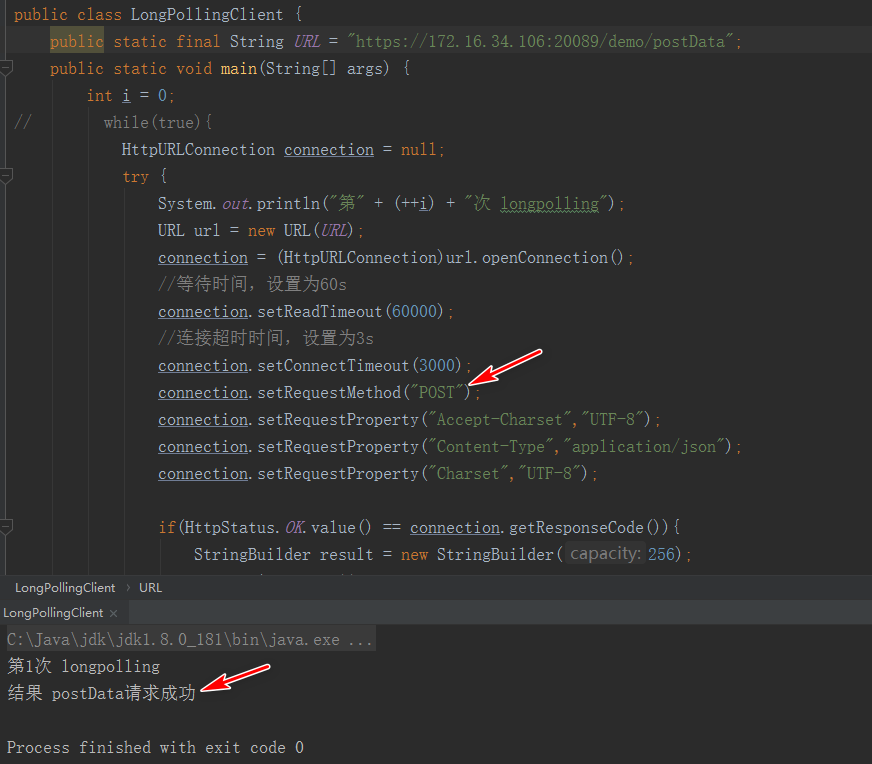 public class LongPollingClient {
public static final String URL = "https://172.16.34.106:20089/demo/postData";
public static void main(String[] args) {
int i = 0;
// while(true){
HttpURLConnection connection = null;
try {
System.out.println("第" + (++i) + "次 longpolling");
URL url = new URL(URL);
connection = (HttpURLConnection)url.openConnection();
//等待时间，设置为60s
connection.setReadTimeout(60000);
//连接超时时间，设置为3s
connection.setConnectTimeout(3000);
connection.setRequestMethod("POST");
connection.setRequestProperty("Accept-Charset","UTF-8");
connection.setRequestProperty("Content-Type","application/json");
connection.setRequestProperty("Charset","UTF-8");
if(HttpStatus.OK.value() == connection.getResponseCode()){
StringBuilder result = new StringBuilder( capacity: 256);
LongPollingClient › URL
LongPollingClient ×
C:\Java\jdk\jdk1.8.0_181\bin\java.exe ...
第1次 longpolling
结果 postData请求成功
Process finished with exit code 0